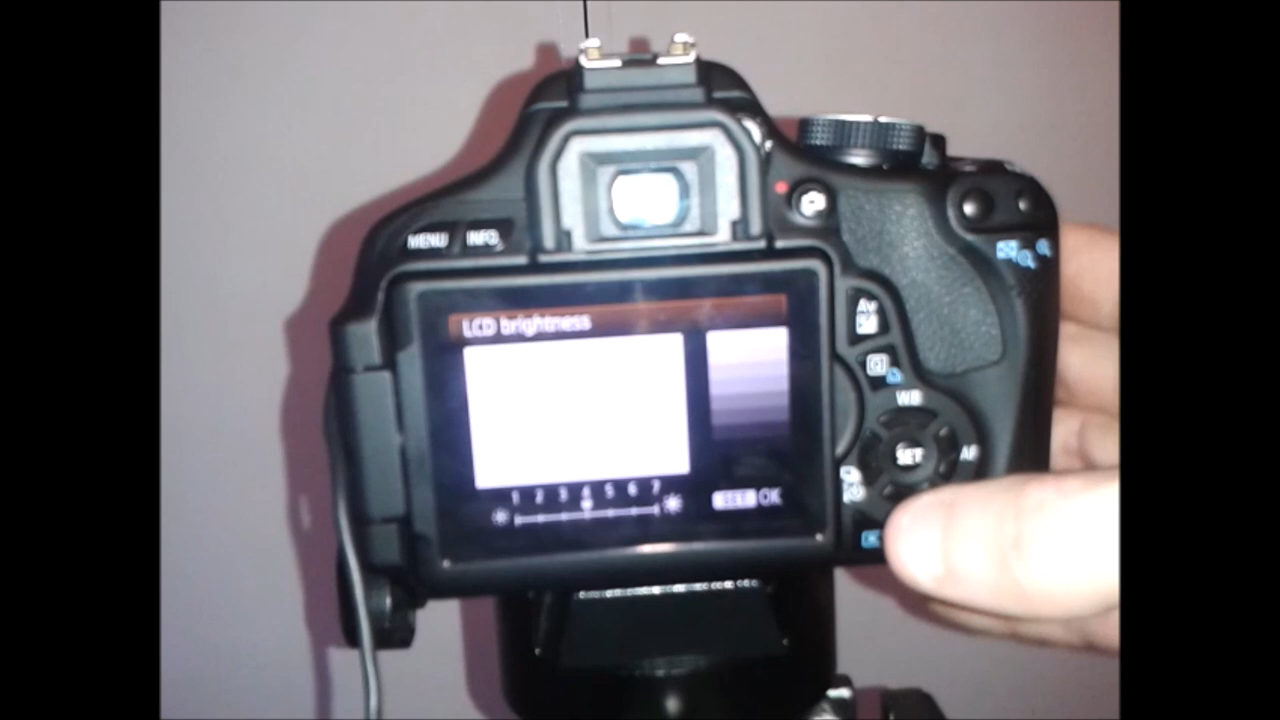 MENU INFO.
Av
Q
LCD brightness
WB
SET
AF
1 2 3 4 5 6 7
SET OK